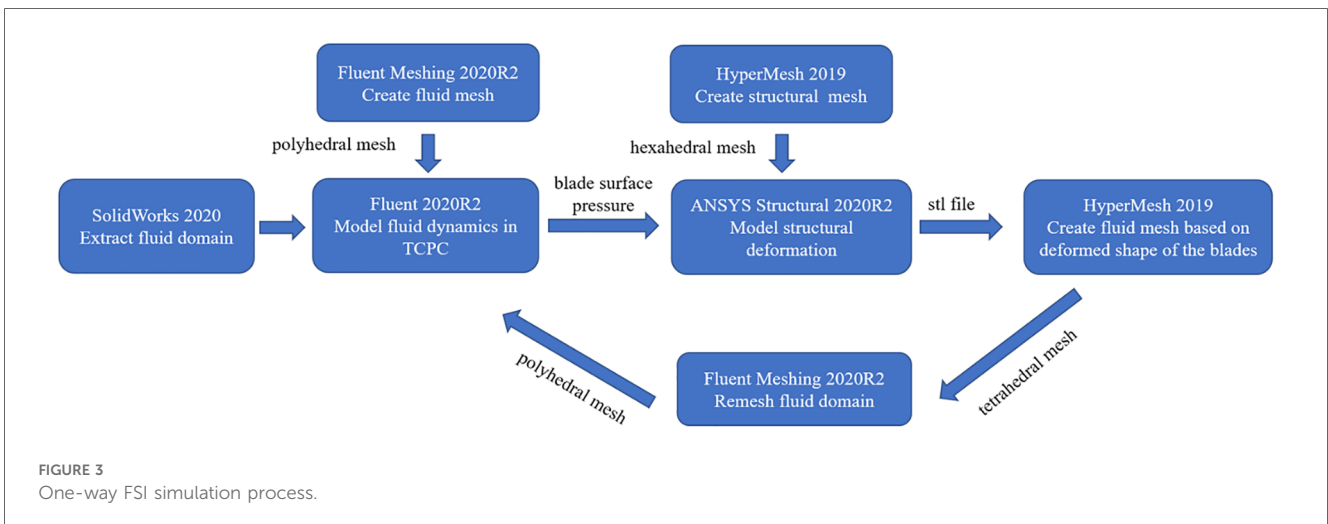 Fluent Meshing 2020R2
Create fluid mesh
HyperMesh 2019
Create structural mesh
polyhedral mesh
hexahedral mesh
SolidWorks 2020
Extract fluid domain
Fluent 2020R2
Model fluid dynamics in
TCPC
blade surface
pressure
ANSYS Structural 2020R2
Model structural
deformation
stl file
HyperMesh 2019
Create fluid mesh based on
deformed shape of the blades
tetrahedral mesh
Fluent Meshing 2020R2
Remesh fluid domain
polyhedral mesh
FIGURE 3
One-way FSI simulation process.